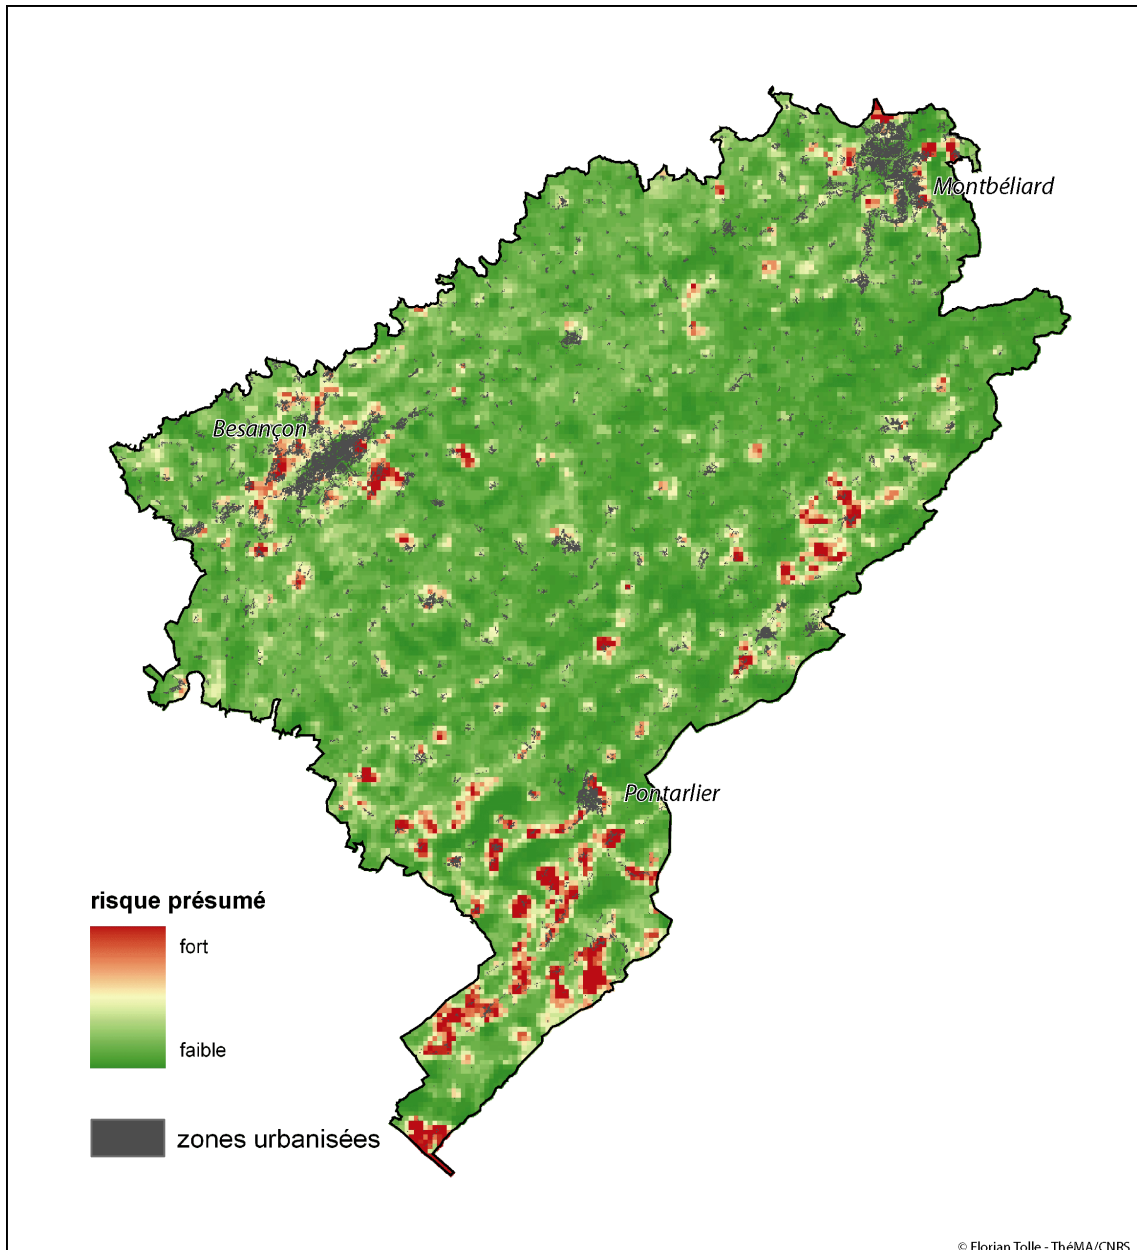 Montbéliard
Besançon
Pontarlier
risque présumé
fort
faible
zones urbanisées
© Florian Tolle - ThéMA/CNRS